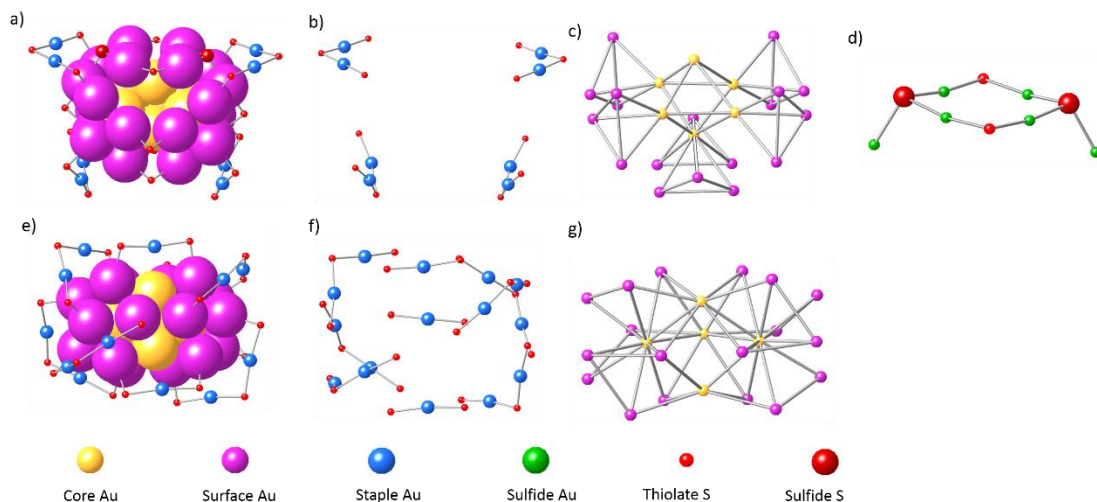 a)
b)
c)
d)
e)
f)
g)
Core Au
Surface Au
Staple Au
Sulfide Au
Thiolate S
Sulfide S